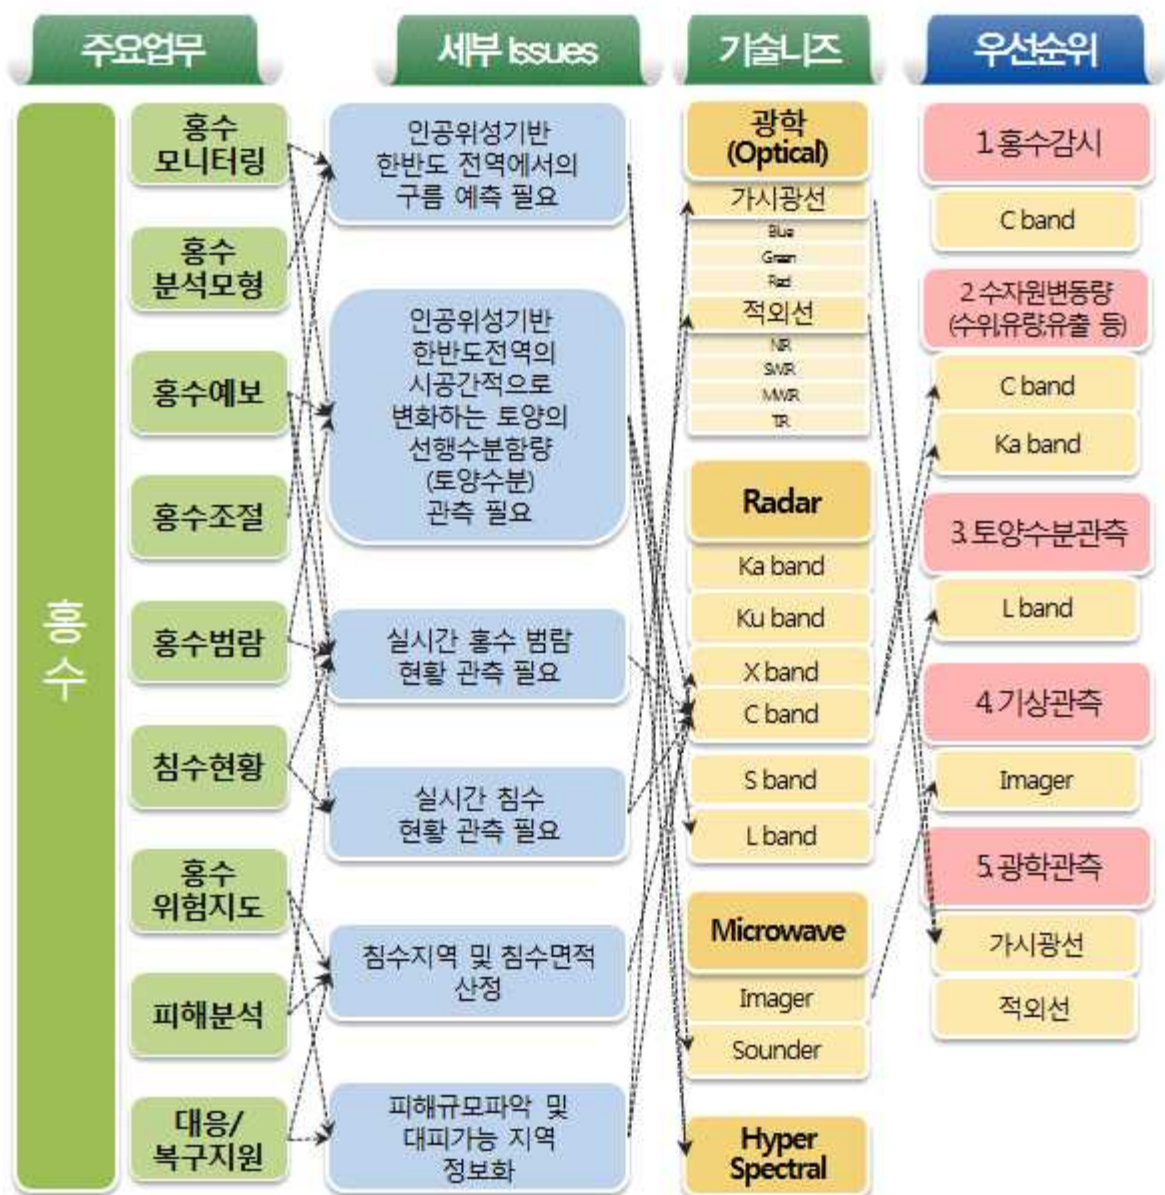 주요업무
세부 Issues
기술니즈
우선순위
홍수
홍수
모니터링
홍수
분석모형
홍수예보
홍수조절
홍수범람
침수현황
홍수
위험지도
피해분석
대응/
복구지원
인공위성기반
한반도 전역에서의
구름 예측 필요
인공위성기반
한반도전역의
시공간적으로
변화하는 토양의
선행수분함량
(토양수분)
관측 필요
실시간 홍수 범람
현황 관측 필요
실시간 침수
현황 관측 필요
침수지역 및 침수면적
산정
피해규모파악 및
대피가능 지역
정보화
광학
(Optical)
가시광선
Blue
Green
Red
적외선
NIR
SWIR
MWIR
TIR
Radar
Ka band
Ku band
X band
C band
S band
L band
Microwave
Imager
Sounder
Hyper
Spectral
1. 홍수감시
C band
2. 수자원변동량
(수위,유량,유출 등)
C band
Ka band
3. 토양수분관측
L band
4. 기상관측
Imager
5. 광학관측
가시광선
적외선